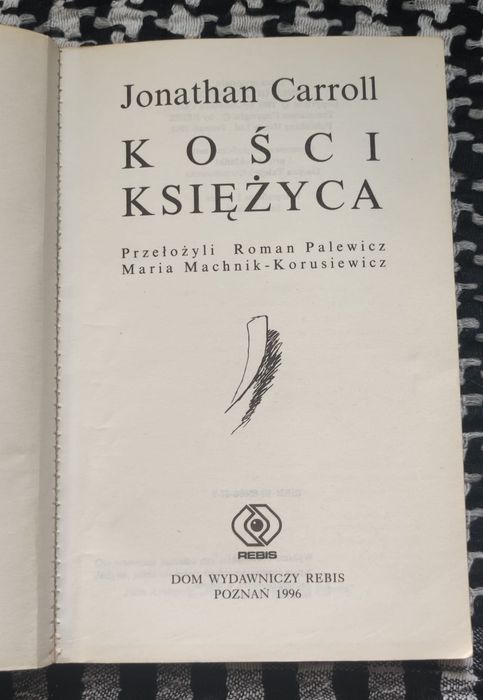 Jonathan Carroll
KOŚCI
KSIĘŻYCA
Przełożyli Roman Palewicz
Maria Machnik-Korusiewicz
REBIS
DOM WYDAWNICZY REBIS
POZNAŃ 1996